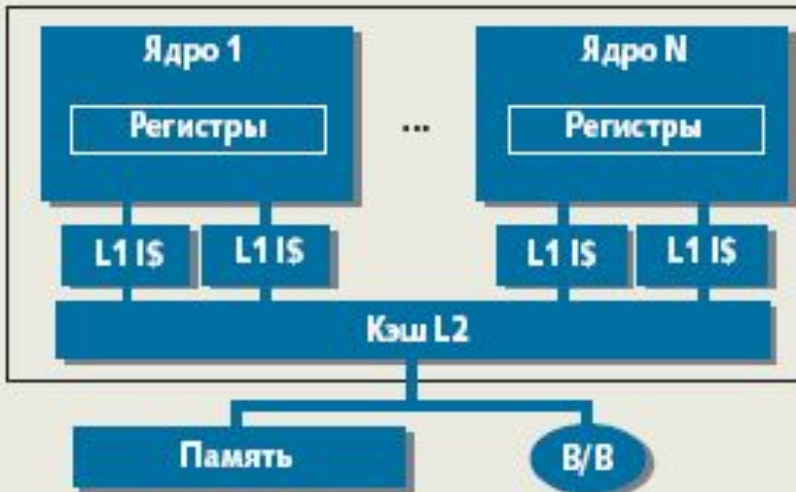 Ядро 1
Ядро N
Регистры
...
Регистры
L1 I$
L1 I$
L1 I$
L1 I$
Кэш L2
Память
В/В